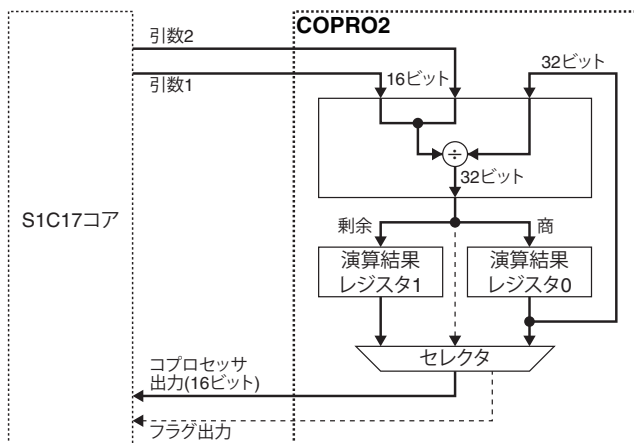 引数2
COPRO2
引数1
16ビット
32ビット
÷
32ビット
S1C17コア
剰余
商
演算結果
レジスタ1
演算結果
レジスタ0
セレクタ
コプロセッサ
出力(16ビット)
フラグ出力